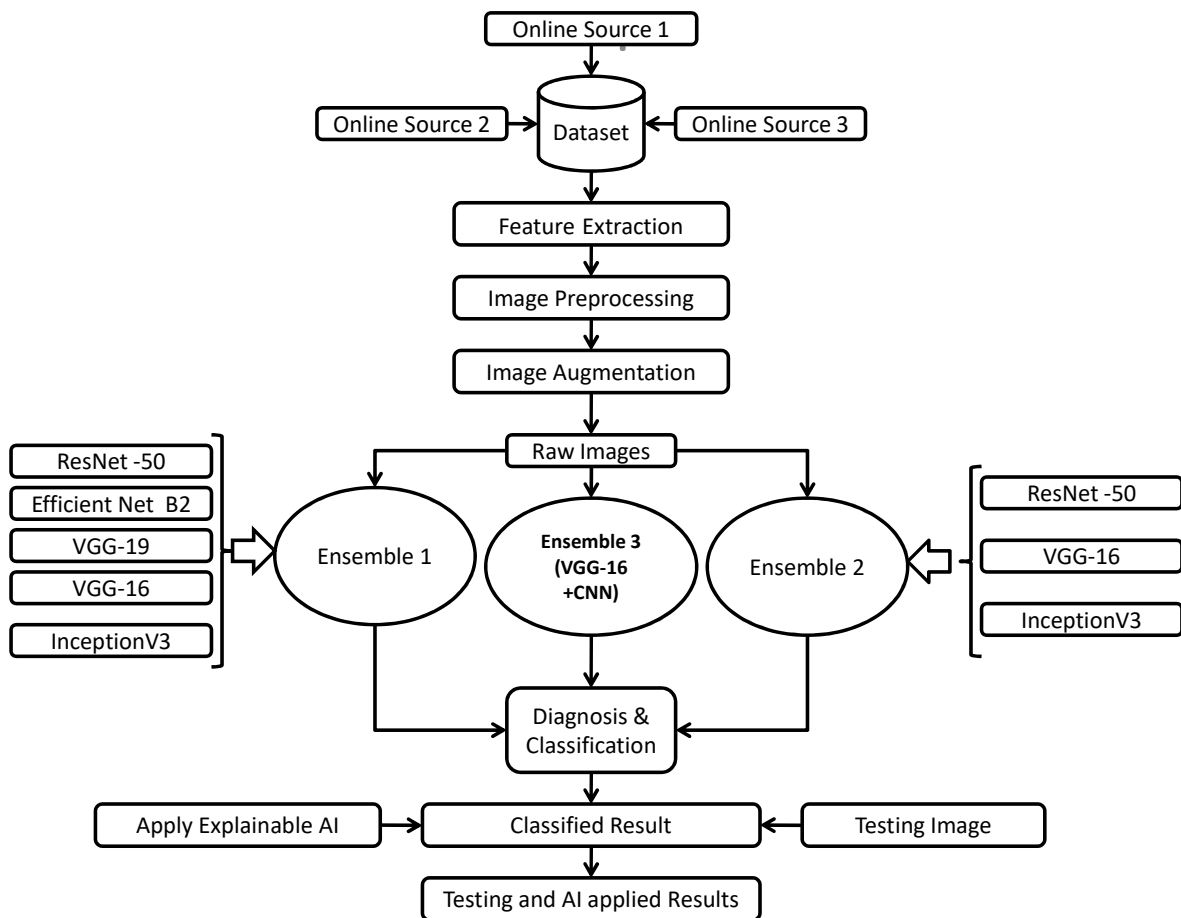 Online Source 1
Online Source 2
Dataset
Online Source 3
Feature Extraction
Image Preprocessing
Image Augmentation
Raw Images
ResNet -50
Efficient Net  B2
VGG-19
VGG-16
InceptionV3
Ensemble 1
Ensemble 3
(VGG-16
+CNN)
Ensemble 2
ResNet -50
VGG-16
InceptionV3
Diagnosis &
Classification
Apply Explainable AI
Classified Result
Testing Image
Testing and AI applied Results